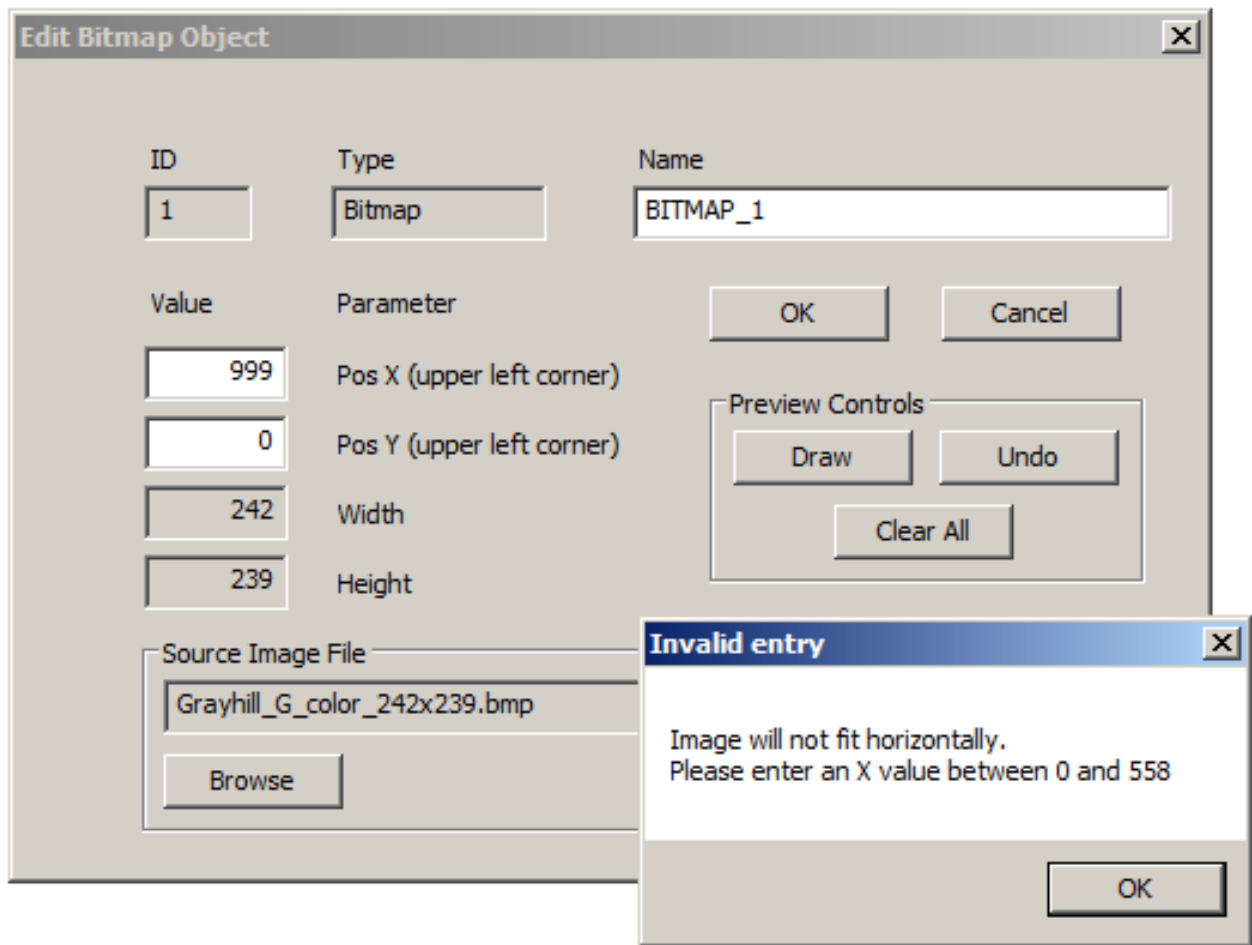 Edit Bitmap Object
ID Type Name
1 Bitmap BITMAP_1
Value Parameter
OK Cancel
999 Pos X (upper left corner)
Preview Controls
0 Pos Y (upper left corner)
Draw Undo
242 Width
Clear All
239 Height
Source Image File
Grayhill_G_color_242x239.bmp
Browse
Invalid entry
Image will not fit horizontally.
Please enter an X value between 0 and 558
OK